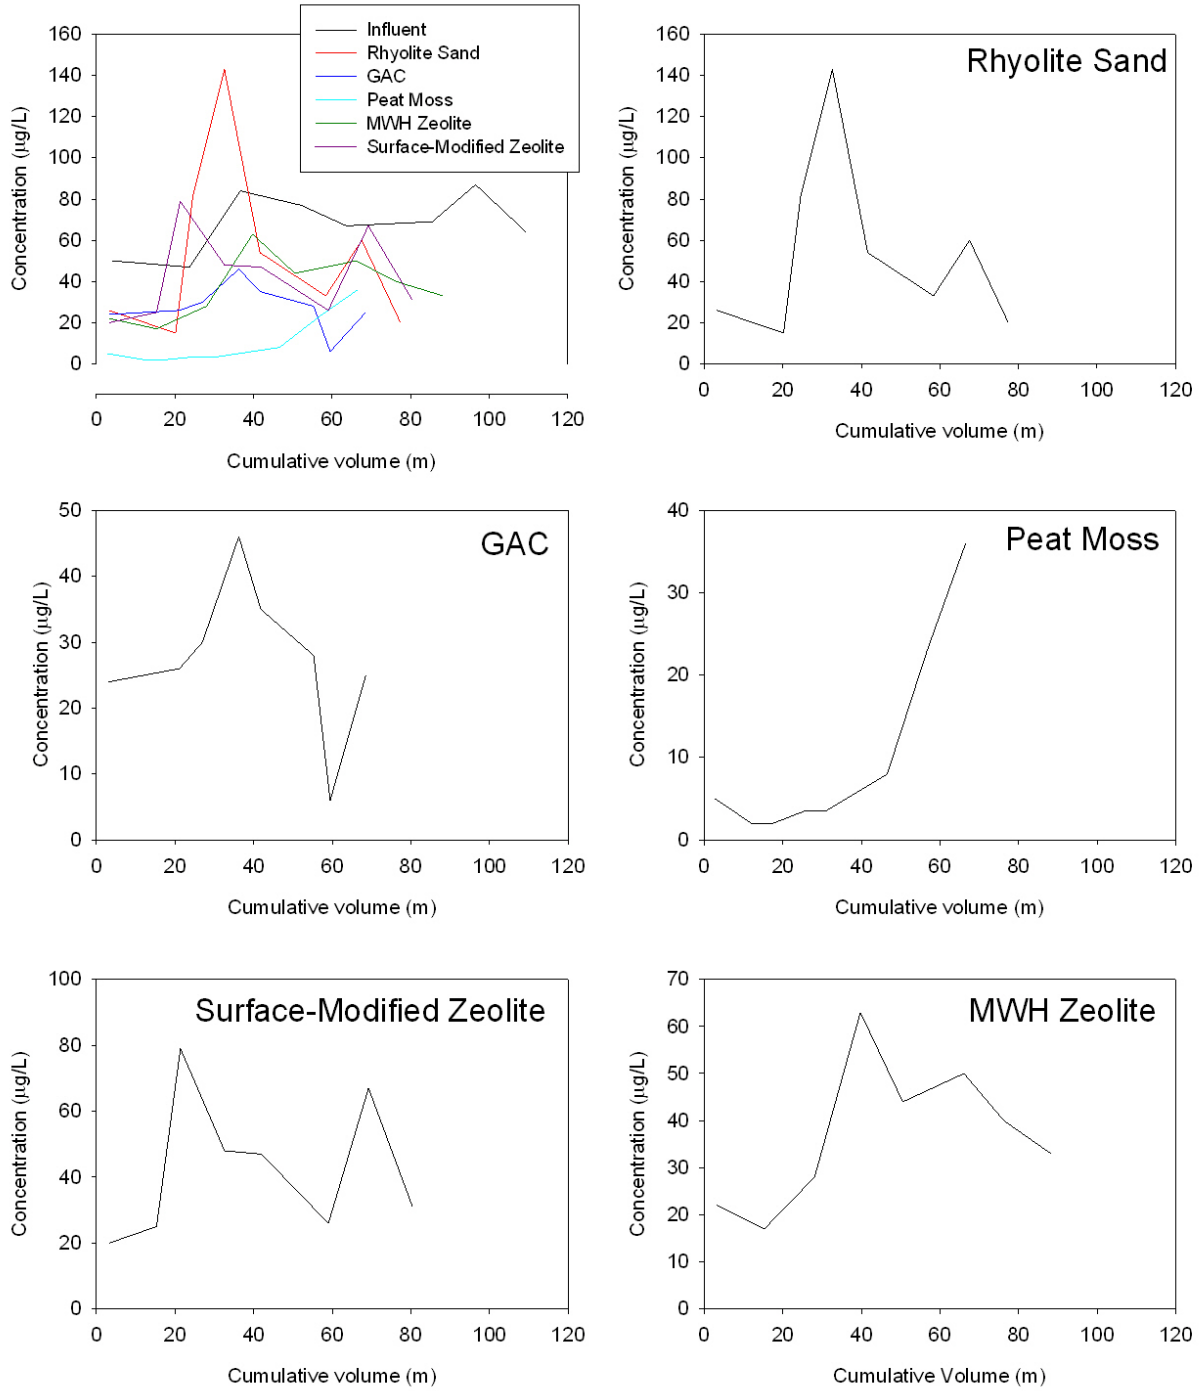 Influent
Rhyolite Sand
GAC
Peat Moss
MWH Zeolite
Surface-Modified Zeolite
160
140
120
100
80
60
40
20
0
Concentration (µg/L)
0 20 40 60 80 100 120
Cumulative volume (m)
Rhyolite Sand
160
140
120
100
80
60
40
20
0
Concentration (µg/L)
0 20 40 60 80 100 120
Cumulative volume (m)
GAC
50
40
30
20
10
0
Concentration (µg/L)
0 20 40 60 80 100 120
Cumulative volume (m)
Peat Moss
40
30
20
10
0
Concentration (µg/L)
0 20 40 60 80 100 120
Cumulative volume (m)
Surface-Modified Zeolite
100
80
60
40
20
0
Concentration (µg/L)
0 20 40 60 80 100 120
Cumulative volume (m)
MWH Zeolite
70
60
50
40
30
20
10
0
Concentration (µg/L)
0 20 40 60 80 100 120
Cumulative Volume (m)